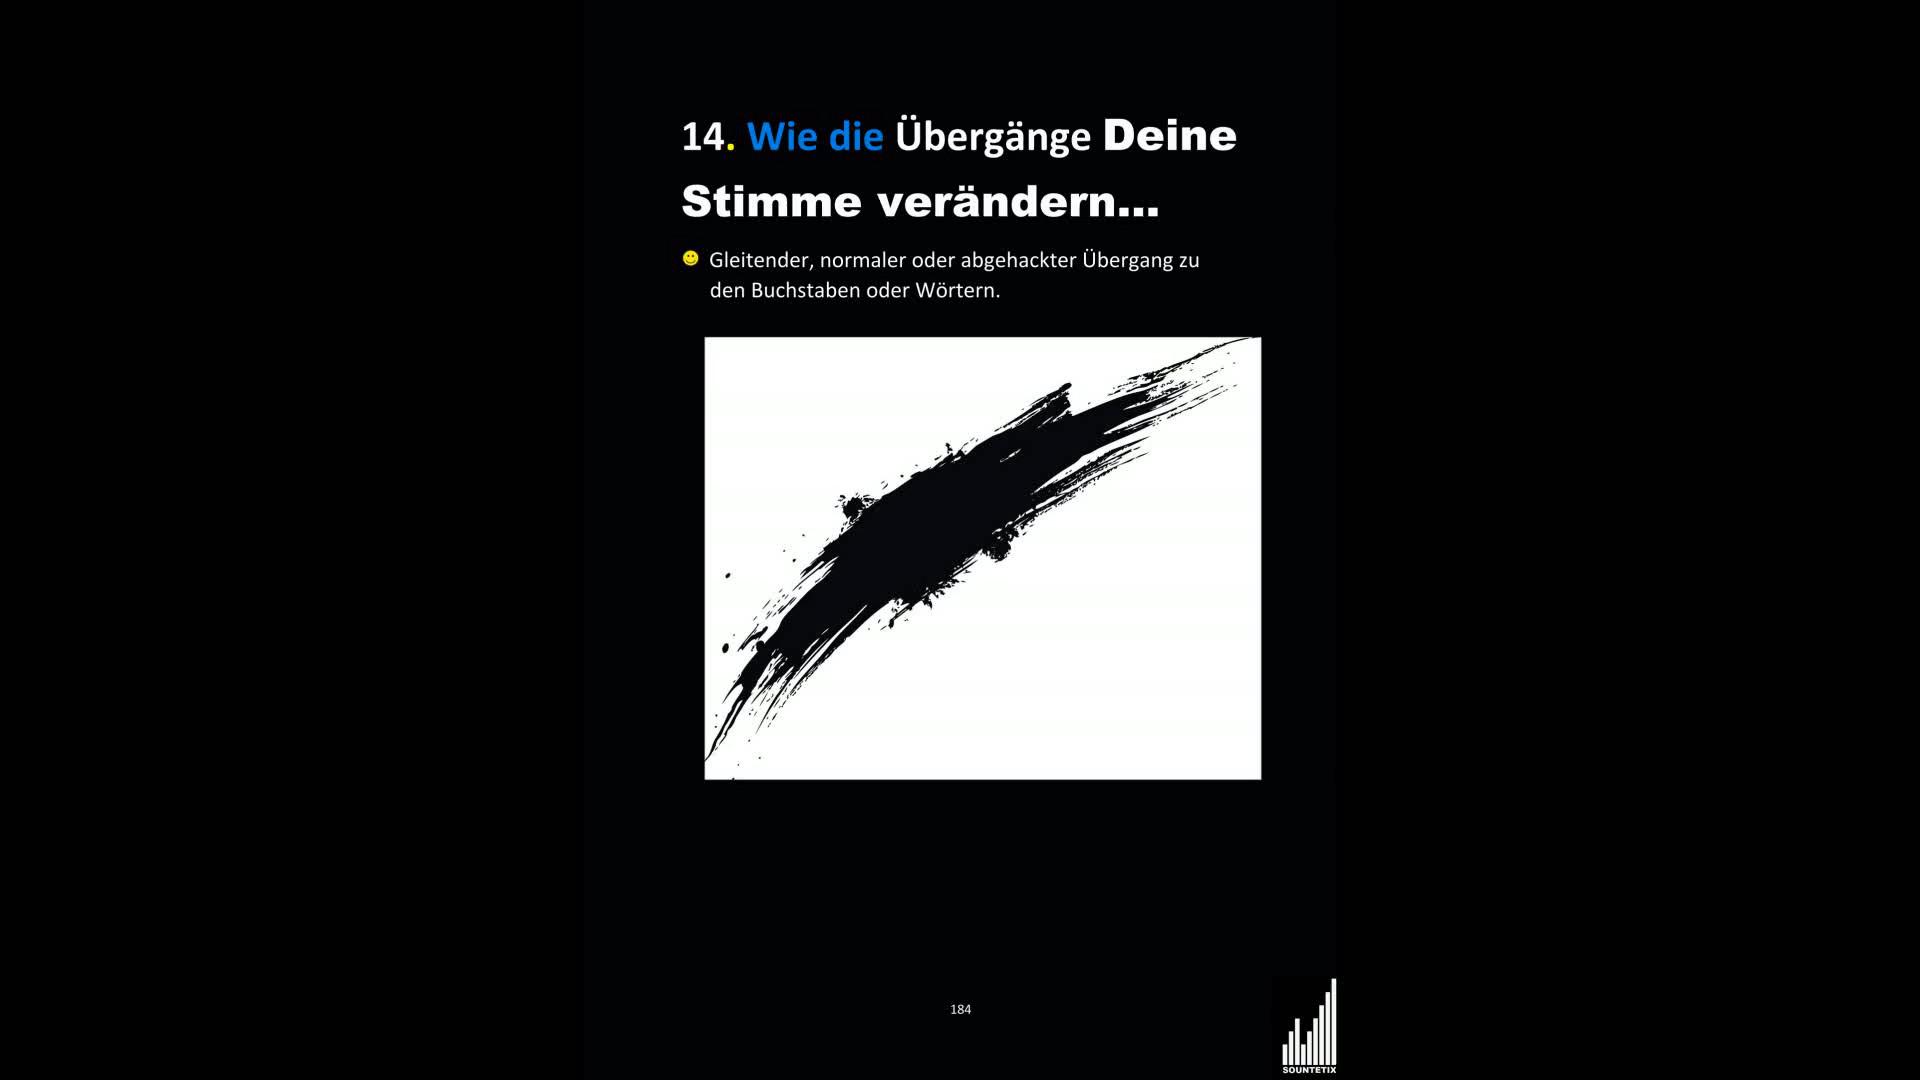 14. Wie die Übergänge Deine
Stimme verändern...
Gleitender, normaler oder abgehackter Übergang zu
den Buchstaben oder Wörtern.
184
SOUNTETIX